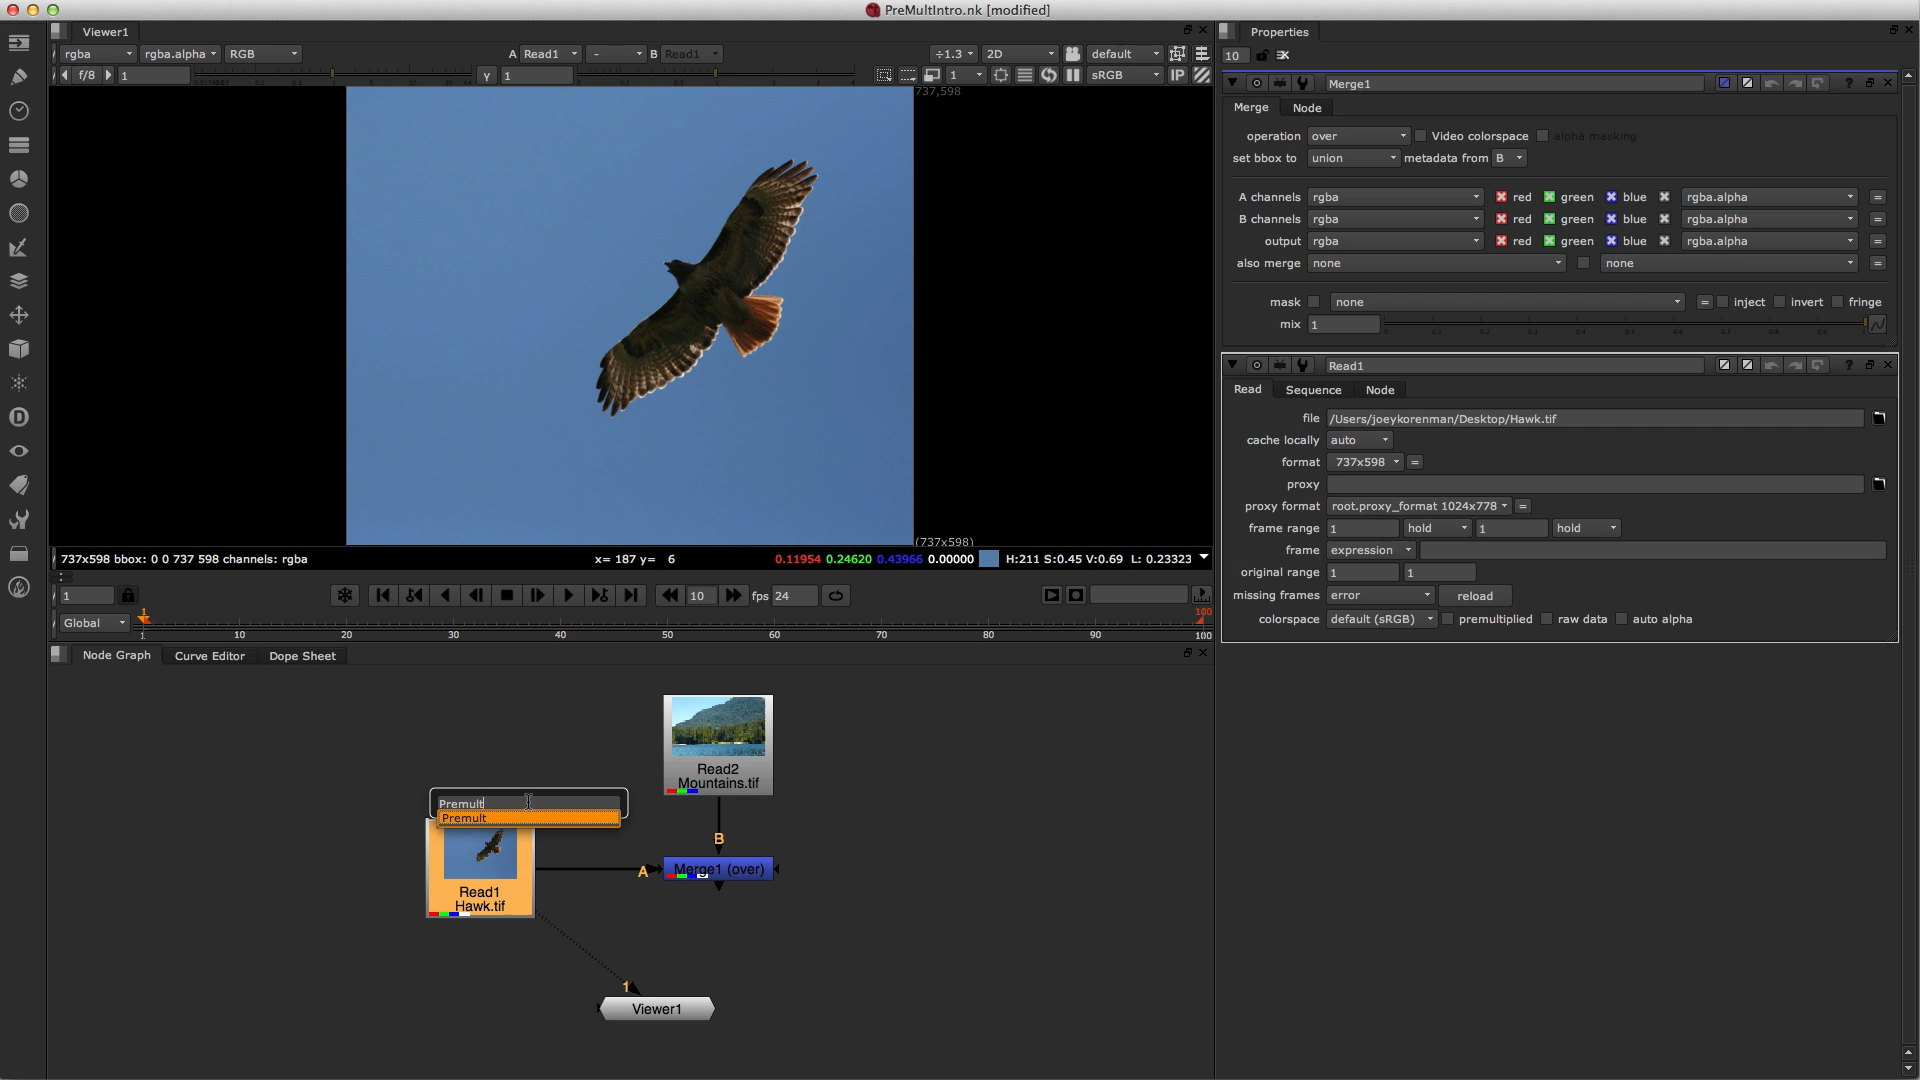 PreMultIntro.nk [modified]
Viewer1
rgba rgba.alpha RGB A Read1 - B Read1 ÷1.3 2D default
f/8 1 γ 1 1 sRGB IP
737,598
(737x598)
737x598 bbox: 0 0 737 598 channels: rgba x= 187 y= 6 0.11954 0.24620 0.43966 0.00000 H:211 S:0.45 V:0.69 L: 0.23323
1 10 fps 24
Global 1 1 10 20 30 40 50 60 70 80 90 100 100
Node Graph Curve Editor Dope Sheet
Read2
Mountains.tif
Premult
Premult
B
A
Merge1 (over)
Read1
Hawk.tif
1
Viewer1
Properties
10
Merge1
Merge Node
operation over Video colorspace alpha masking
set bbox to union metadata from B
A channels rgba red green blue rgba.alpha =
B channels rgba red green blue rgba.alpha =
output rgba red green blue rgba.alpha =
also merge none none =
mask none = inject invert fringe
mix 1
Read1
Read Sequence Node
file /Users/joeykorenman/Desktop/Hawk.tif
cache locally auto
format 737x598 =
proxy
proxy format root.proxy_format 1024x778 =
frame range 1 hold 1 hold
frame expression
original range 1 1
missing frames error reload
colorspace default (sRGB) premultiplied raw data auto alpha